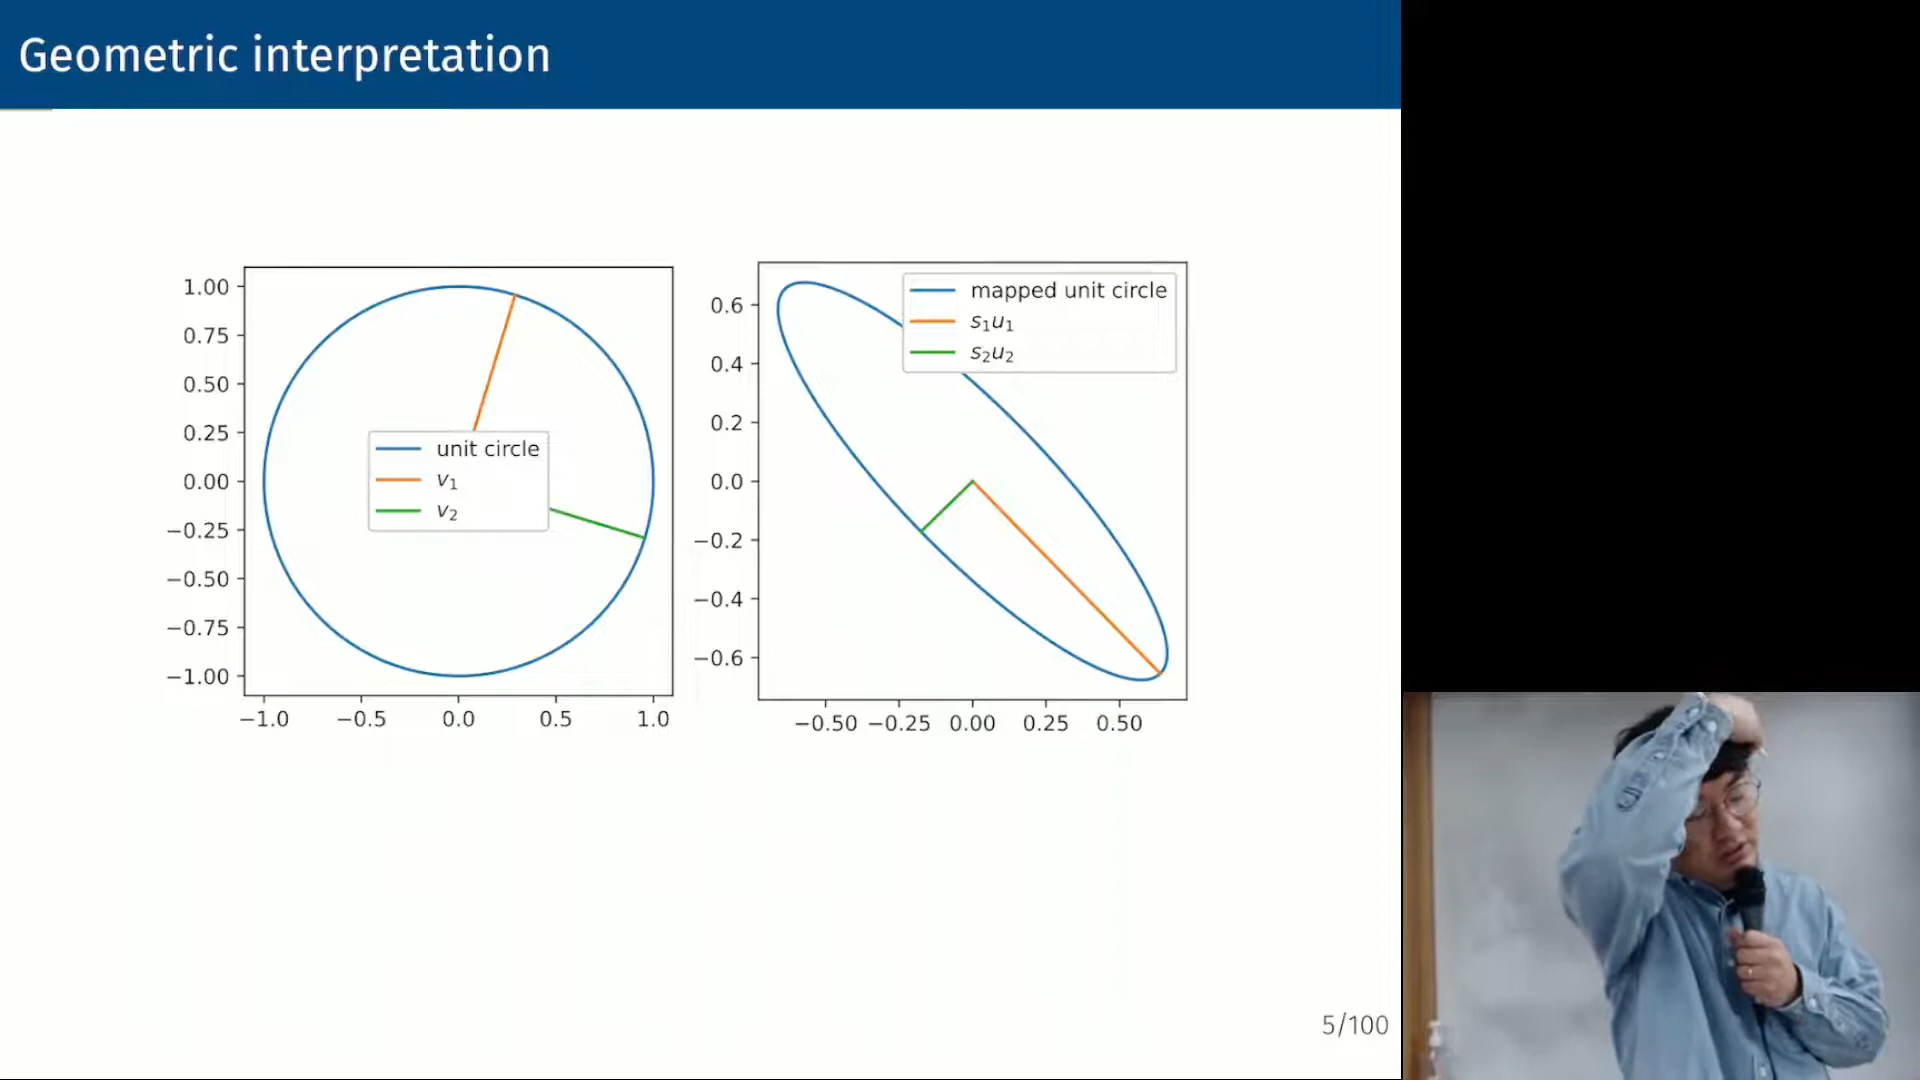 Geometric interpretation
1.00
0.75
0.50
0.25
0.00
−0.25
−0.50
−0.75
−1.00
−1.0 −0.5 0.0 0.5 1.0
unit circle
v1
v2
0.6
0.4
0.2
0.0
−0.2
−0.4
−0.6
−0.50 −0.25 0.00 0.25 0.50
mapped unit circle
s1u1
s2u2
5/100